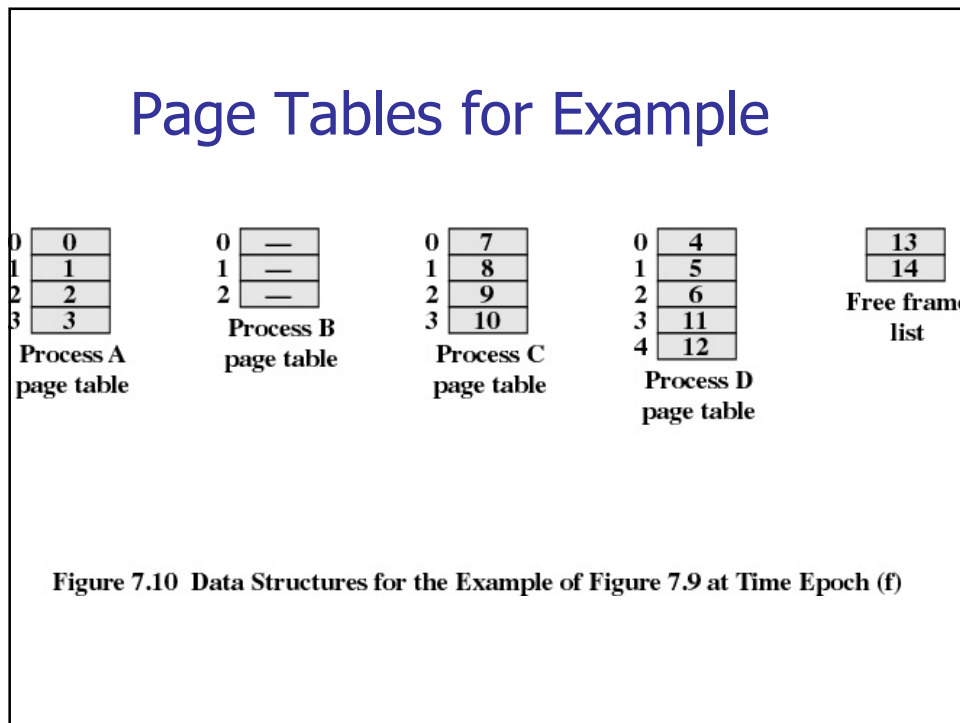 Page Tables for Example
0 0
1 1
2 2
3 3
Process A
page table
0 —
1 —
2 —
Process B
page table
0 7
1 8
2 9
3 10
Process C
page table
0 4
1 5
2 6
3 11
4 12
Process D
page table
13
14
Free frame
list
Figure 7.10 Data Structures for the Example of Figure 7.9 at Time Epoch (f)